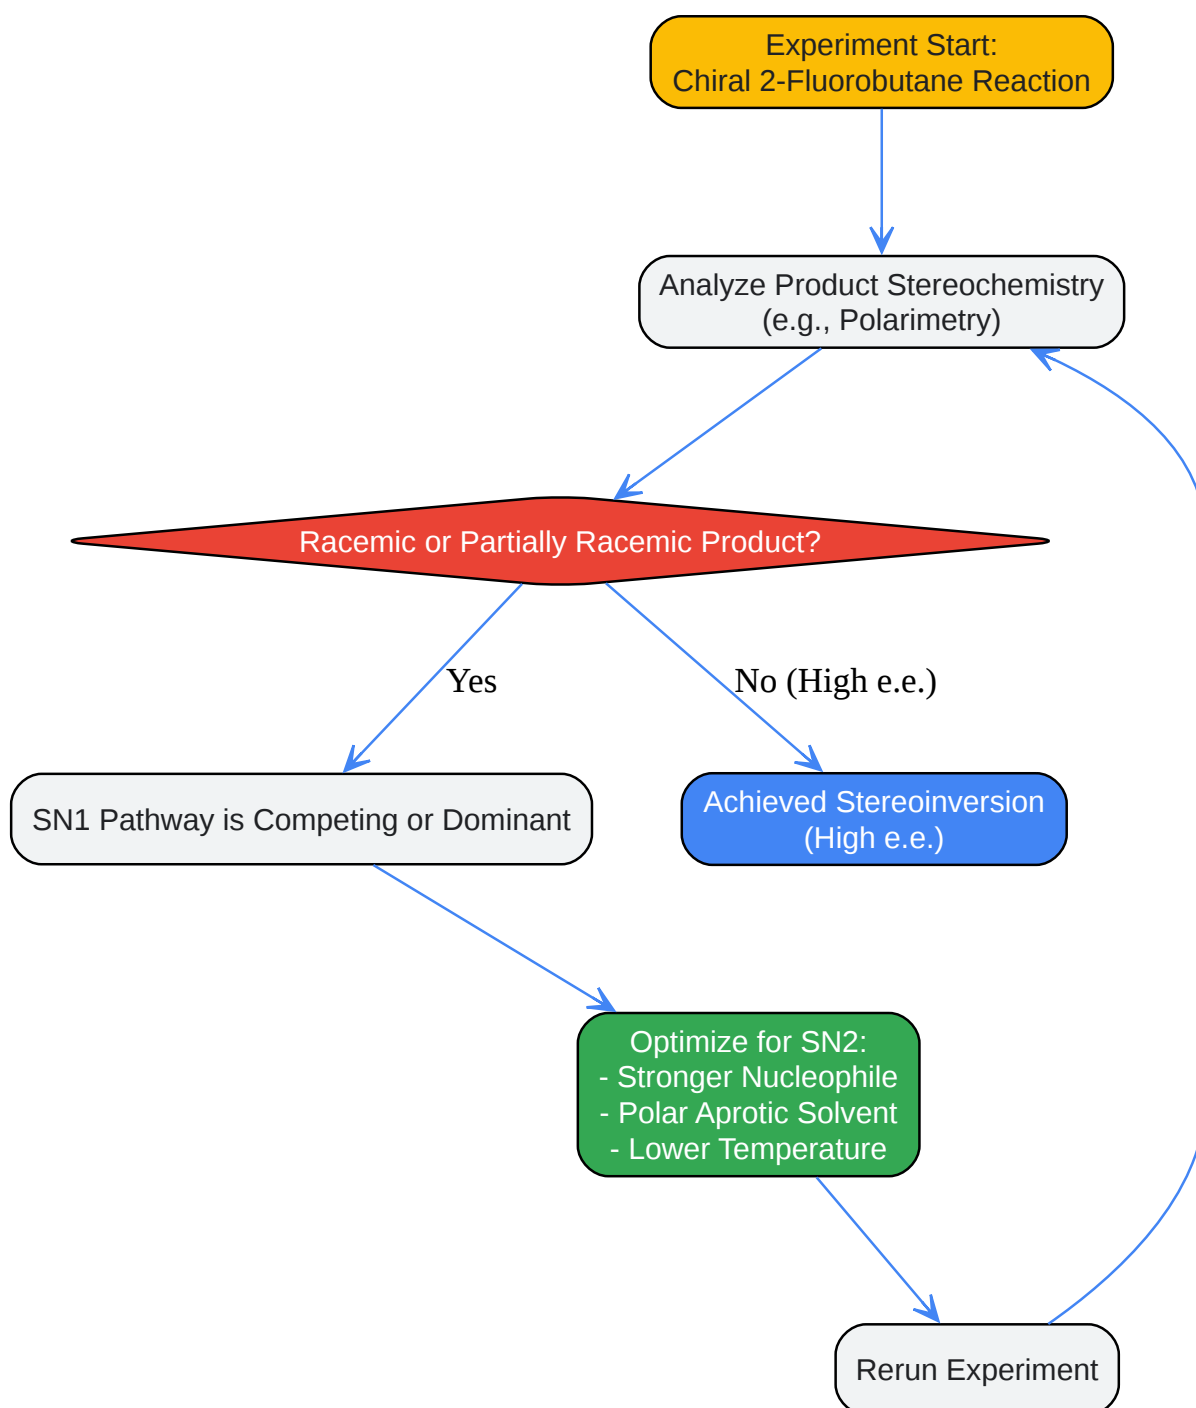 Experiment Start:
Chiral 2-Fluorobutane Reaction
Analyze Product Stereochemistry
(e.g., Polarimetry)
Racemic or Partially Racemic Product?
Yes
No (High e.e.)
SN1 Pathway is Competing or Dominant
Achieved Stereoinversion
(High e.e.)
Optimize for SN2:
- Stronger Nucleophile
- Polar Aprotic Solvent
- Lower Temperature
Rerun Experiment